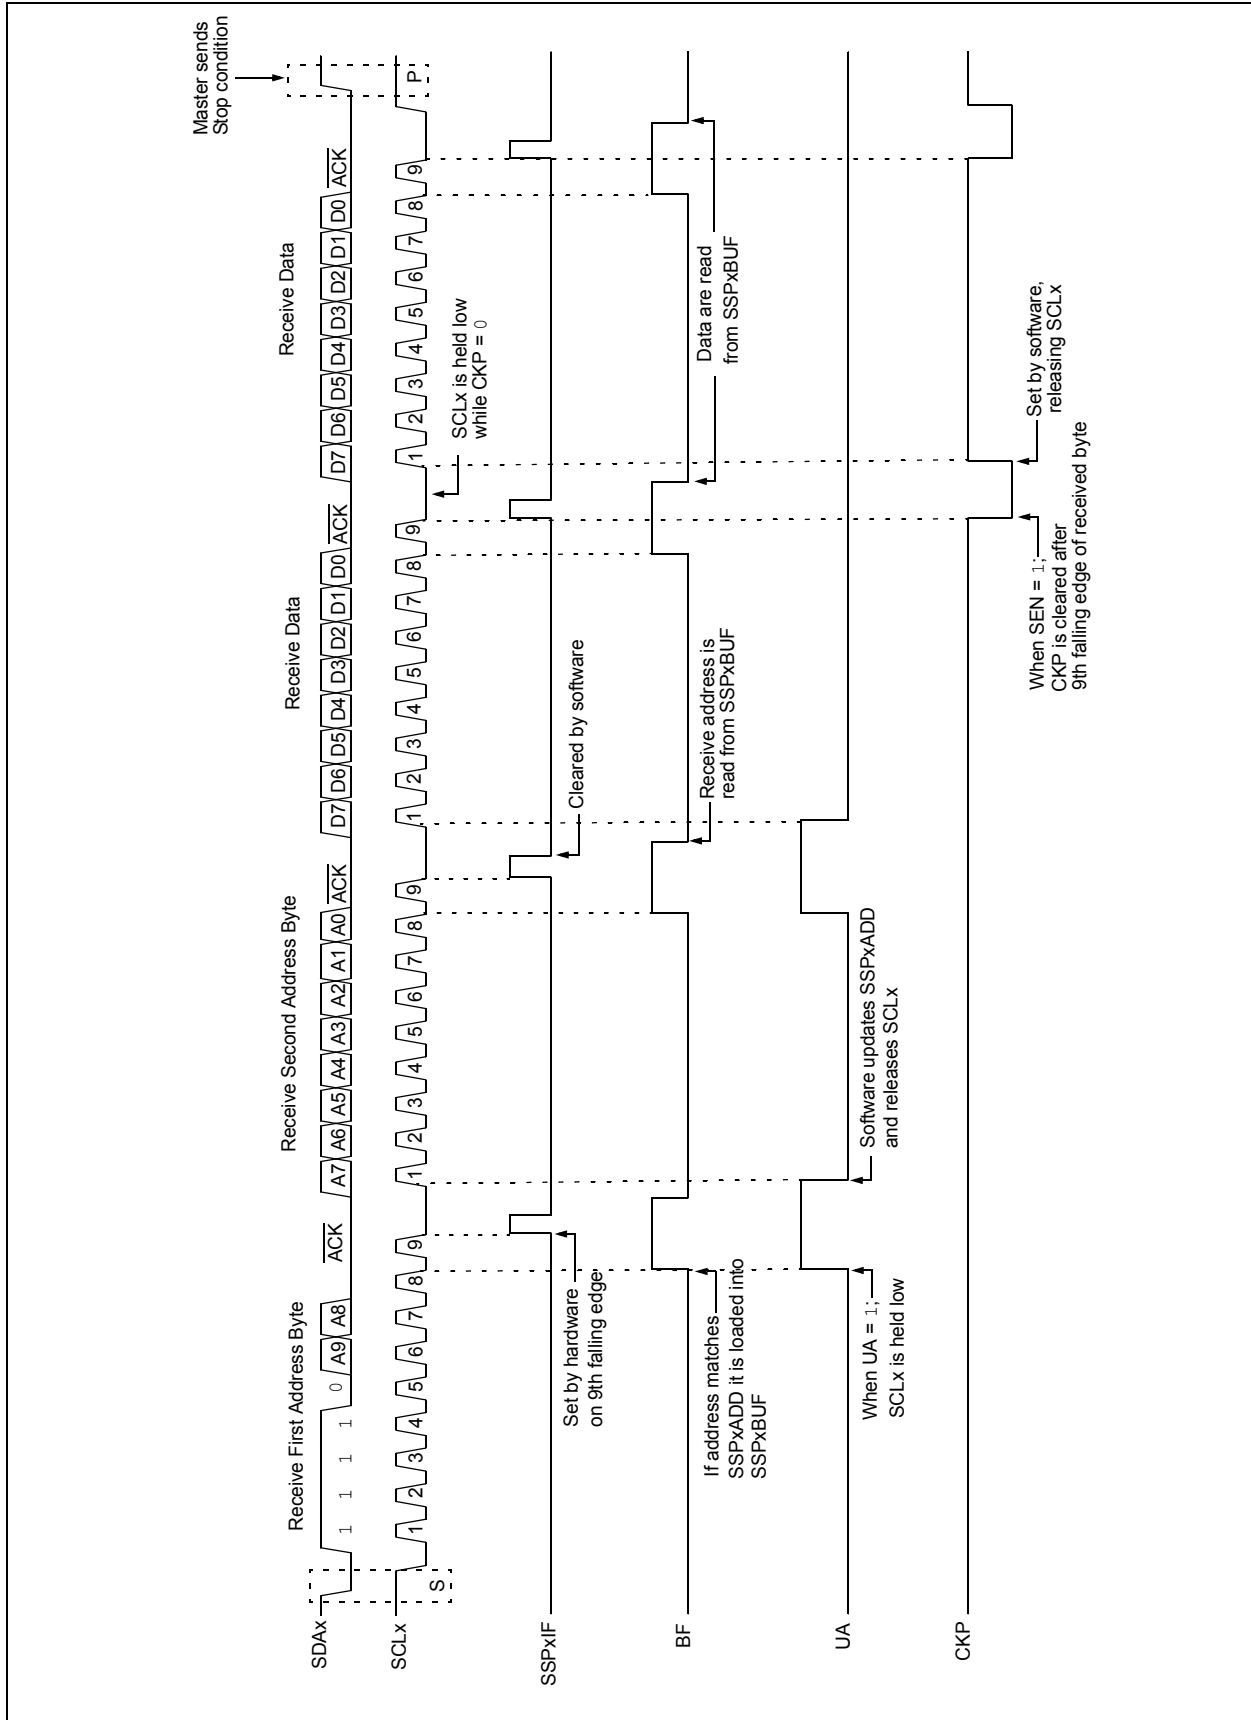 Master sends
Stop condition
Receive First Address Byte
Receive Second Address Byte
Receive Data
Receive Data
SDAx
1 1 1 1 0 A9 A8 ACK
A7 A6 A5 A4 A3 A2 A1 A0 ACK
D7 D6 D5 D4 D3 D2 D1 D0 ACK
D7 D6 D5 D4 D3 D2 D1 D0 ACK
SCLx
S
1 2 3 4 5 6 7 8 9
1 2 3 4 5 6 7 8 9
1 2 3 4 5 6 7 8 9
1 2 3 4 5 6 7 8 9
P
SCLx is held low
while CKP = 0
SSPxIF
Set by hardware
on 9th falling edge
Cleared by software
BF
If address matches
SSPxADD it is loaded into
SSPxBUF
Receive address is
read from SSPxBUF
Data are read
from SSPxBUF
UA
When UA = 1;
SCLx is held low
Software updates SSPxADD
and releases SCLx
CKP
When SEN = 1;
CKP is cleared after
9th falling edge of received byte
Set by software,
releasing SCLx